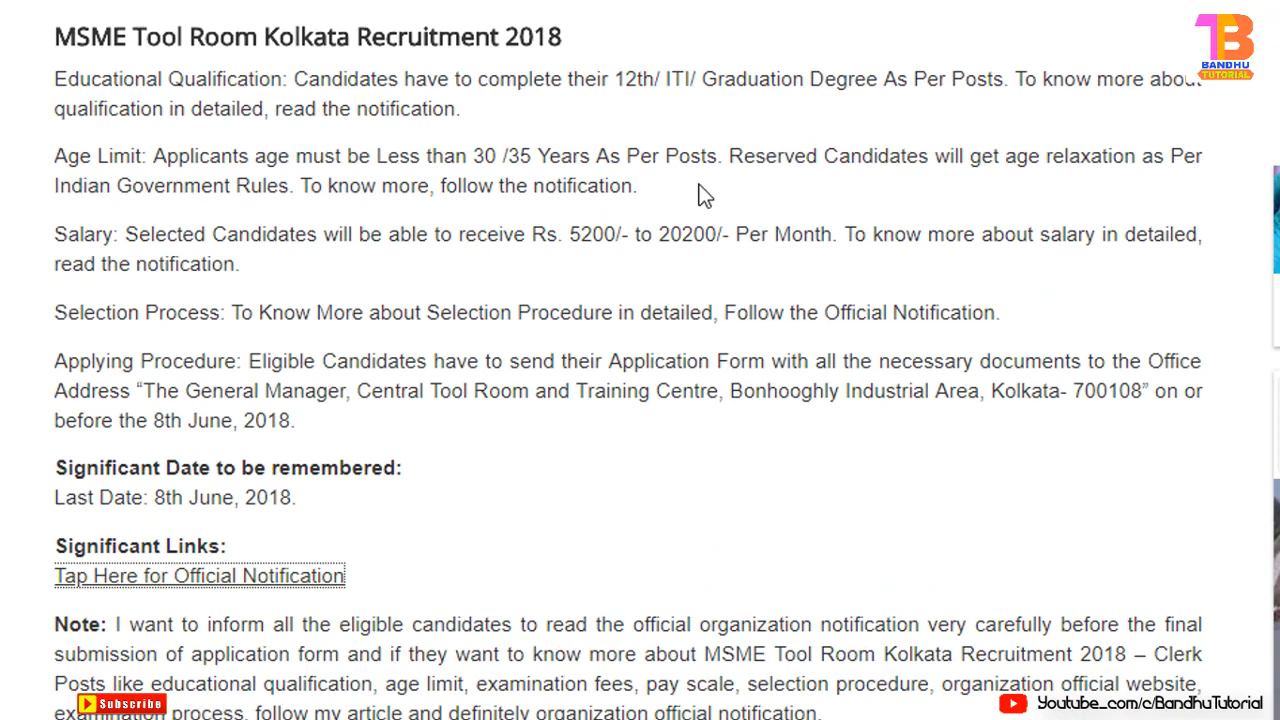 MSME Tool Room Kolkata Recruitment 2018
TB
BANDHU
TUTORIAL
Educational Qualification: Candidates have to complete their 12th/ ITI/ Graduation Degree As Per Posts. To know more about
qualification in detailed, read the notification.
Age Limit: Applicants age must be Less than 30 /35 Years As Per Posts. Reserved Candidates will get age relaxation as Per
Indian Government Rules. To know more, follow the notification.
Salary: Selected Candidates will be able to receive Rs. 5200/- to 20200/- Per Month. To know more about salary in detailed,
read the notification.
Selection Process: To Know More about Selection Procedure in detailed, Follow the Official Notification.
Applying Procedure: Eligible Candidates have to send their Application Form with all the necessary documents to the Office
Address “The General Manager, Central Tool Room and Training Centre, Bonhooghly Industrial Area, Kolkata- 700108” on or
before the 8th June, 2018.
Significant Date to be remembered:
Last Date: 8th June, 2018.
Significant Links:
Tap Here for Official Notification
Note: I want to inform all the eligible candidates to read the official organization notification very carefully before the final
submission of application form and if they want to know more about MSME Tool Room Kolkata Recruitment 2018 – Clerk
Posts like educational qualification, age limit, examination fees, pay scale, selection procedure, organization official website,
examination process, follow my article and definitely organization official notification.
Subscribe
Youtube_com/c/BandhuTutorial